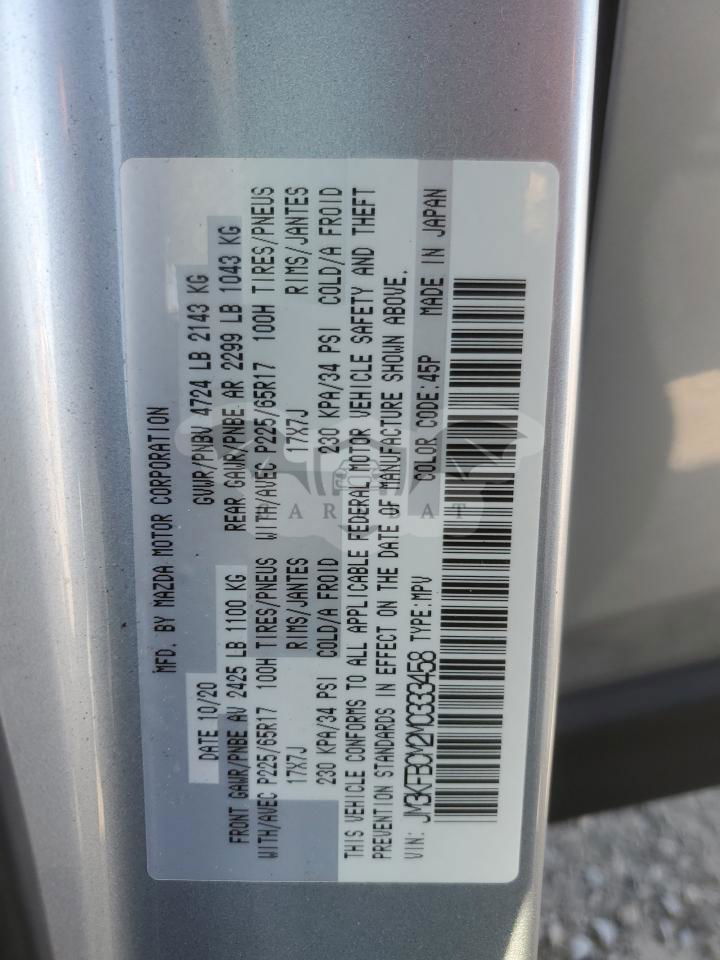 MFD. BY MAZDA MOTOR CORPORATION
DATE 10/20 GVWR/PNBV 4724 LB 2143 KG
FRONT GAWR/PNBE AV 2425 LB 1100 KG REAR GAWR/PNBE AR 2299 LB 1043 KG
WITH/AVEC P225/65R17 100H TIRES/PNEUS WITH/AVEC P225/65R17 100H TIRES/PNEUS
17X7J RIMS/JANTES 17X7J RIMS/JANTES
230 KPA/34 PSI COLD/A FROID 230 KPA/34 PSI COLD/A FROID
THIS VEHICLE CONFORMS TO ALL APPLICABLE FEDERAL MOTOR VEHICLE SAFETY AND THEFT
PREVENTION STANDARDS IN EFFECT ON THE DATE OF MANUFACTURE SHOWN ABOVE.
VIN: JM3KFBCM2MC333458 TYPE:MPV COLOR CODE:45P MADE IN JAPAN